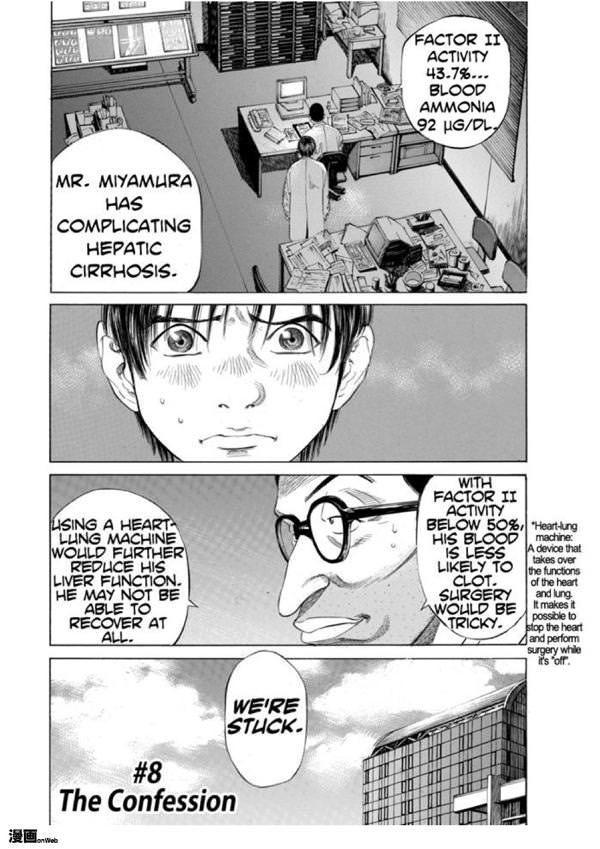 FACTOR II
ACTIVITY
43.7%...
BLOOD
AMMONIA
92 μG/DL.
MR. MIYAMURA
HAS
COMPLICATING
HEPATIC
CIRRHOSIS.
WITH
FACTOR II
ACTIVITY
BELOW 50%,
HIS BLOOD
IS LESS
LIKELY TO
CLOT.
SURGERY
WOULD BE
TRICKY.
USING A HEART-
LUNG MACHINE
WOULD FURTHER
REDUCE HIS
LIVER FUNCTION.
HE MAY NOT BE
ABLE TO
RECOVER AT
ALL.
*Heart-lung
machine:
A device that
takes over
the functions
of the heart
and lung.
It makes it
possible to
stop the heart
and perform
surgery while
it's "off".
WE'RE
STUCK.
#8
The Confession
漫画onWeb